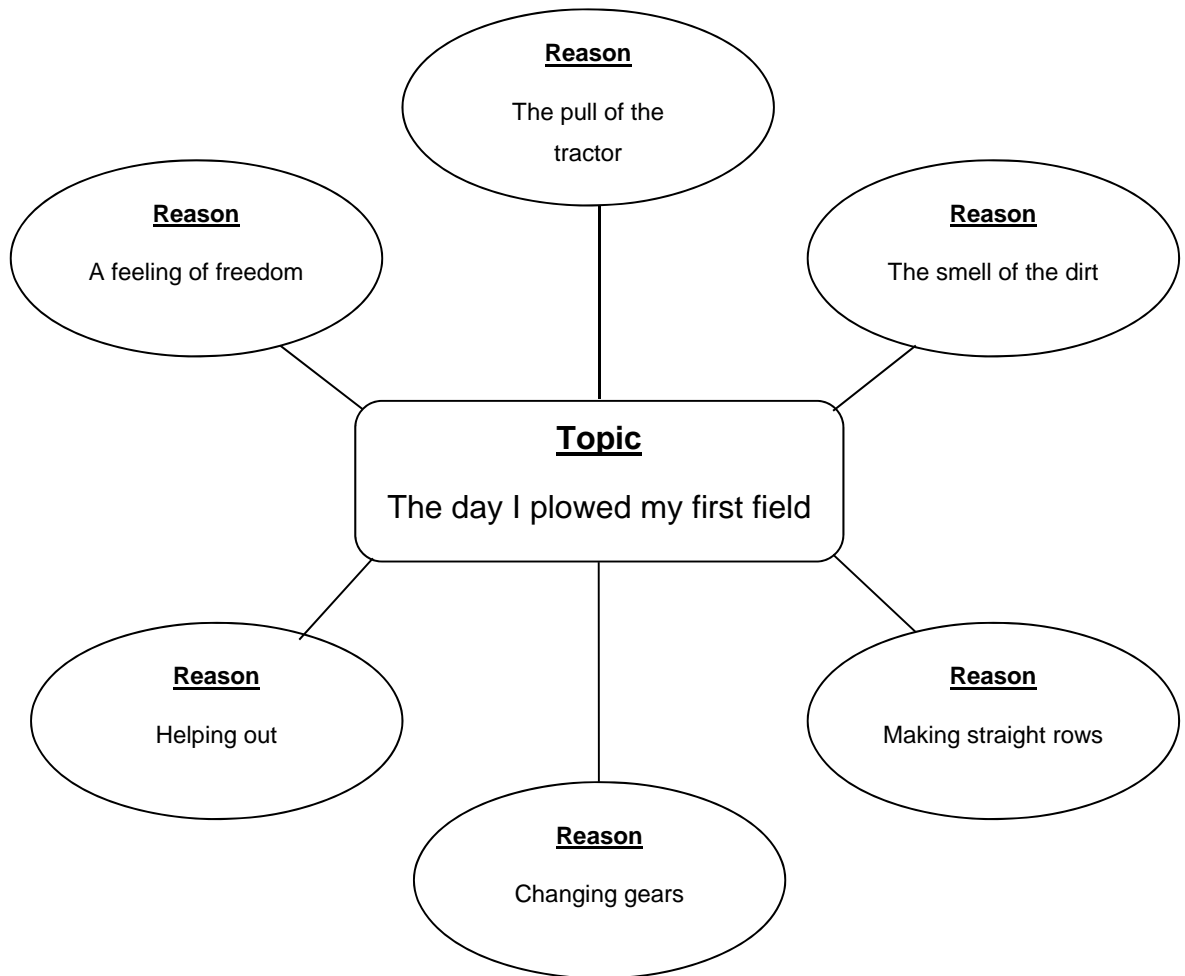 Reason
The pull of the
tractor
Reason
A feeling of freedom
Reason
The smell of the dirt
Topic
The day I plowed my first field
Reason
Helping out
Reason
Making straight rows
Reason
Changing gears